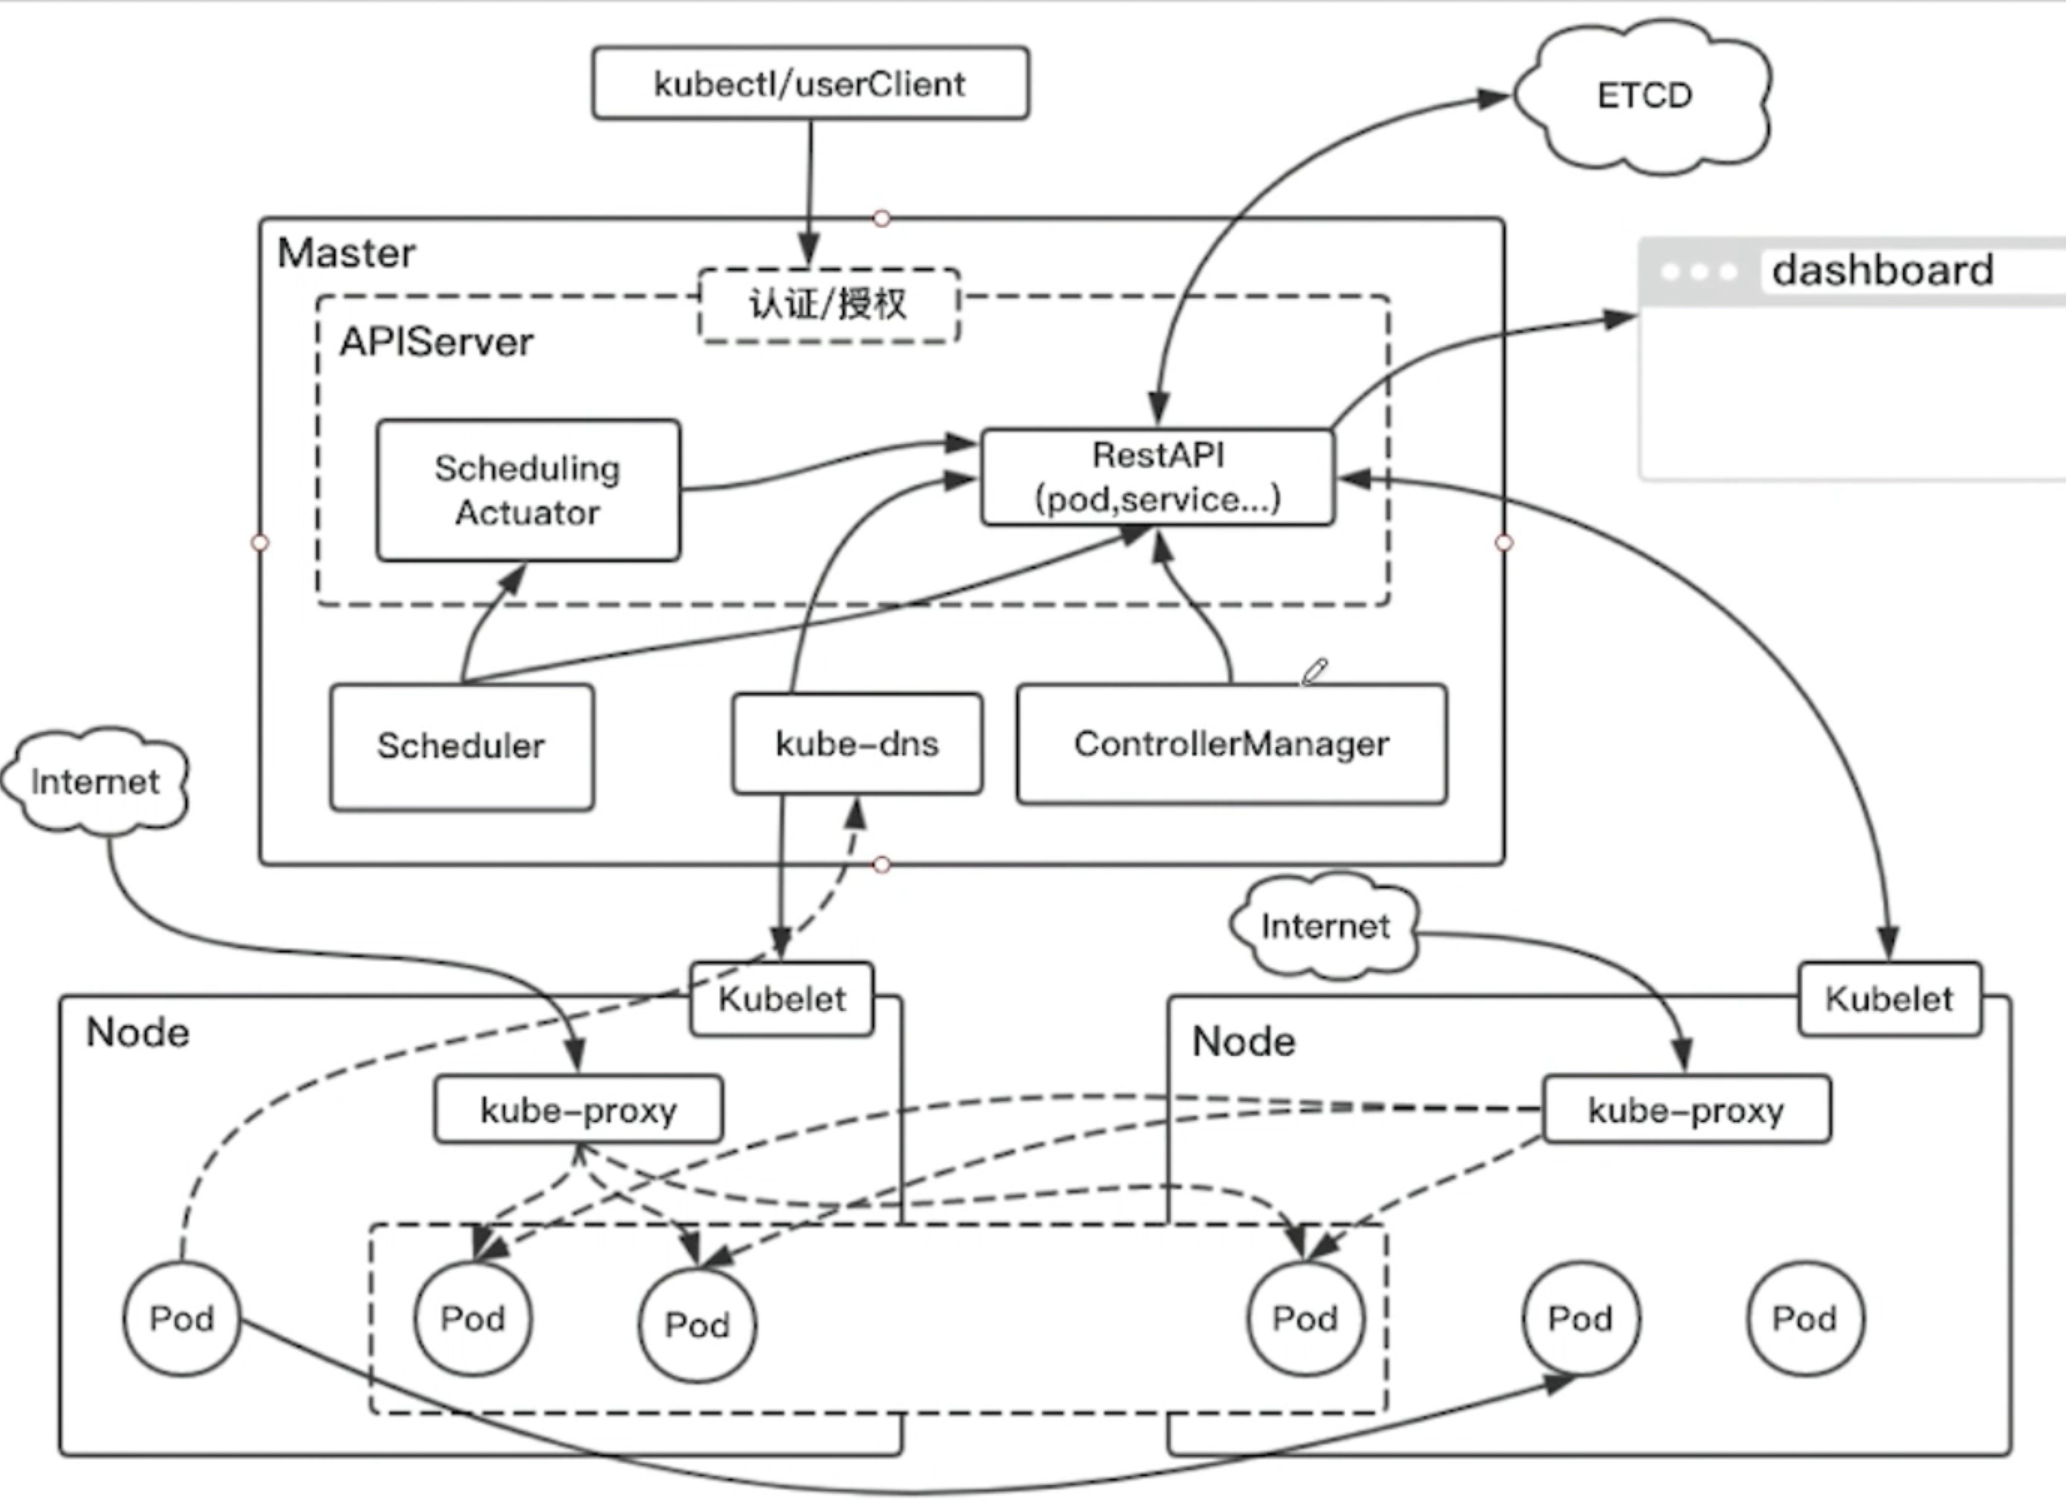 kubectl/userClient
ETCD
Master
dashboard
认证/授权
APIServer
Scheduling
Actuator
RestAPI
(pod,service...)
Scheduler
kube-dns
ControllerManager
Internet
Internet
Kubelet
Kubelet
Node
Node
kube-proxy
kube-proxy
Pod
Pod
Pod
Pod
Pod
Pod